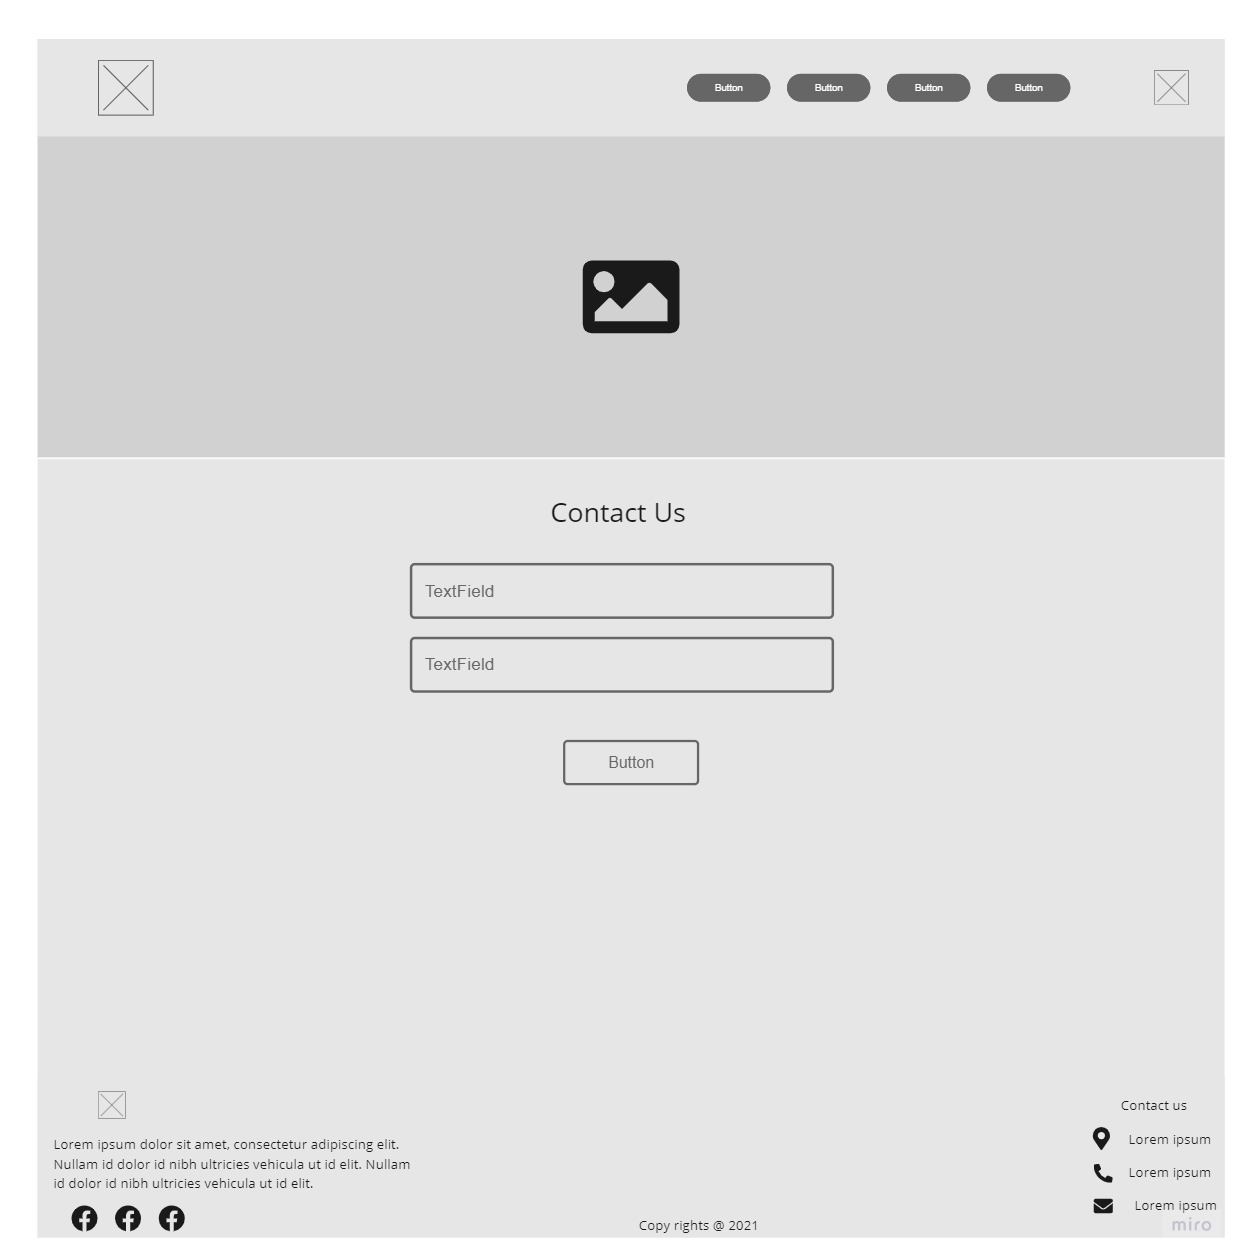 Button Button Button Button
Contact Us
TextField
TextField
Button
Lorem ipsum dolor sit amet, consectetur adipiscing elit.
Nullam id dolor id nibh ultricies vehicula ut id elit. Nullam
id dolor id nibh ultricies vehicula ut id elit.
Copy rights @ 2021
Contact us
Lorem ipsum
Lorem ipsum
Lorem ipsum
miro